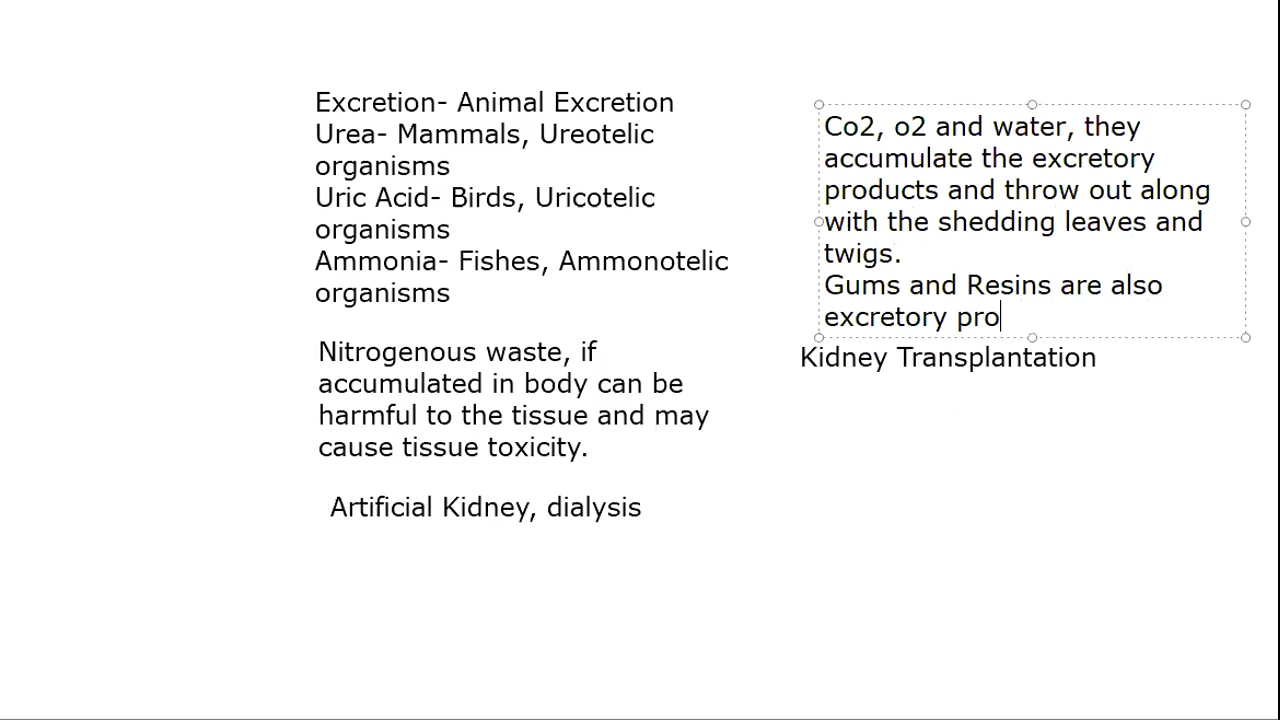 Excretion- Animal Excretion
Urea- Mammals, Ureotelic
organisms
Uric Acid- Birds, Uricotelic
organisms
Ammonia- Fishes, Ammonotelic
organisms
Nitrogenous waste, if
accumulated in body can be
harmful to the tissue and may
cause tissue toxicity.
Artificial Kidney, dialysis
Co2, o2 and water, they
accumulate the excretory
products and throw out along
with the shedding leaves and
twigs.
Gums and Resins are also
excretory pro
Kidney Transplantation